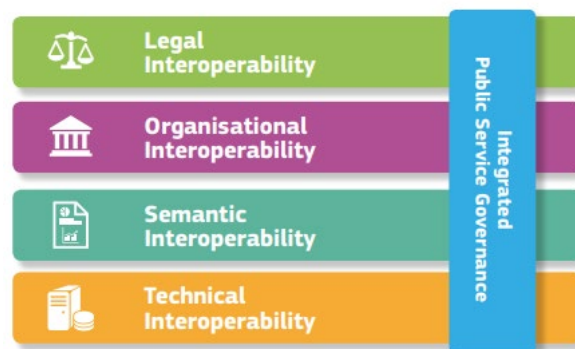 Legal
Interoperability
Organisational
Interoperability
Semantic
Interoperability
Technical
Interoperability
Integrated
Public Service Governance